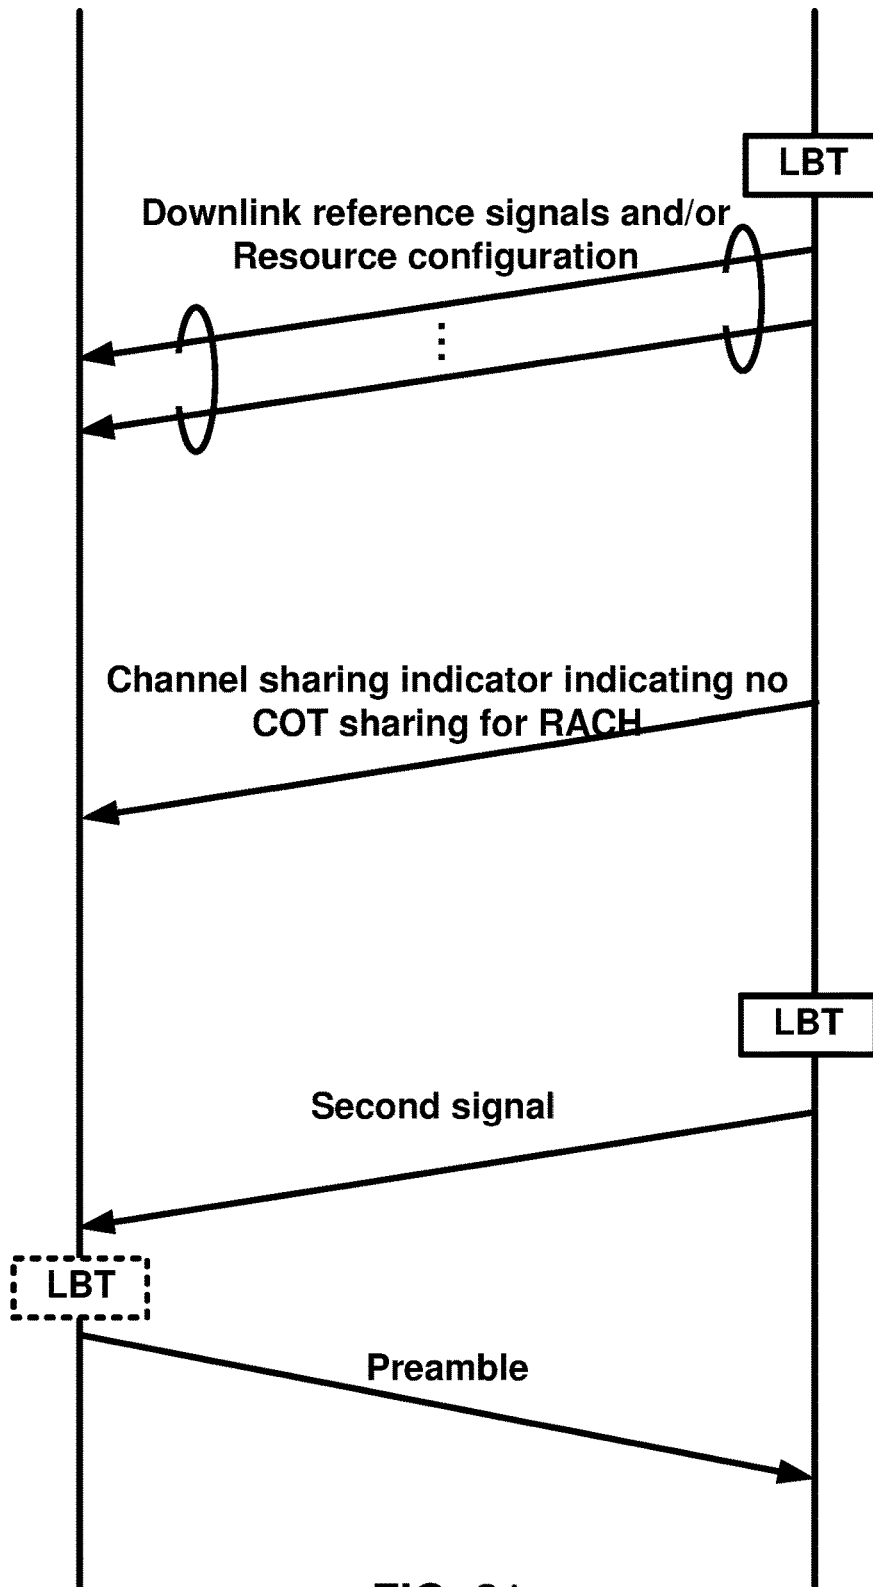 LBT
Downlink reference signals and/or
Resource configuration
Channel sharing indicator indicating no
COT sharing for RACH
LBT
Second signal
LBT
Preamble